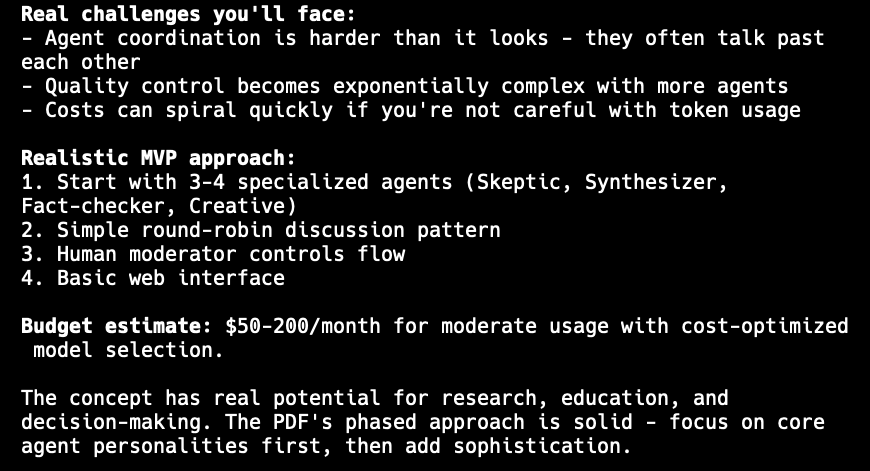 Real challenges you'll face:
- Agent coordination is harder than it looks - they often talk past
each other
- Quality control becomes exponentially complex with more agents
- Costs can spiral quickly if you're not careful with token usage
Realistic MVP approach:
1. Start with 3-4 specialized agents (Skeptic, Synthesizer,
Fact-checker, Creative)
2. Simple round-robin discussion pattern
3. Human moderator controls flow
4. Basic web interface
Budget estimate: $50-200/month for moderate usage with cost-optimized
model selection.
The concept has real potential for research, education, and
decision-making. The PDF's phased approach is solid - focus on core
agent personalities first, then add sophistication.